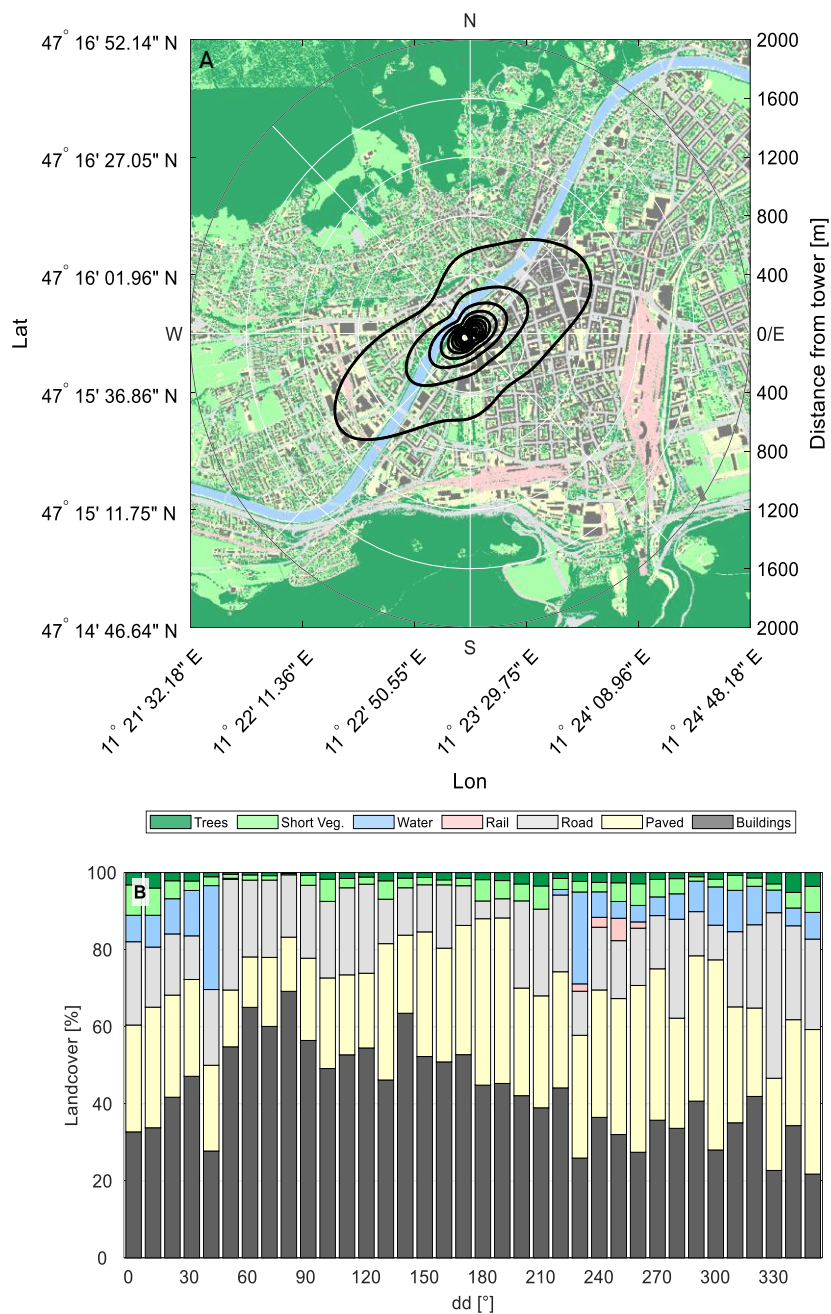 N
A
47° 16' 52.14" N
47° 16' 27.05" N
47° 16' 01.96" N
47° 15' 36.86" N
47° 15' 11.75" N
47° 14' 46.64" N
Lat
W
0/E
S
2000
1600
1200
800
400
400
800
1200
1600
2000
Distance from tower [m]
11° 21' 32.18" E
11° 22' 11.36" E
11° 22' 50.55" E
11° 23' 29.75" E
11° 24' 08.96" E
11° 24' 48.18" E
Lon
Trees Short Veg. Water Rail Road Paved Buildings
B
100
80
60
40
20
0
Landcover [%]
0 30 60 90 120 150 180 210 240 270 300 330
dd [°]